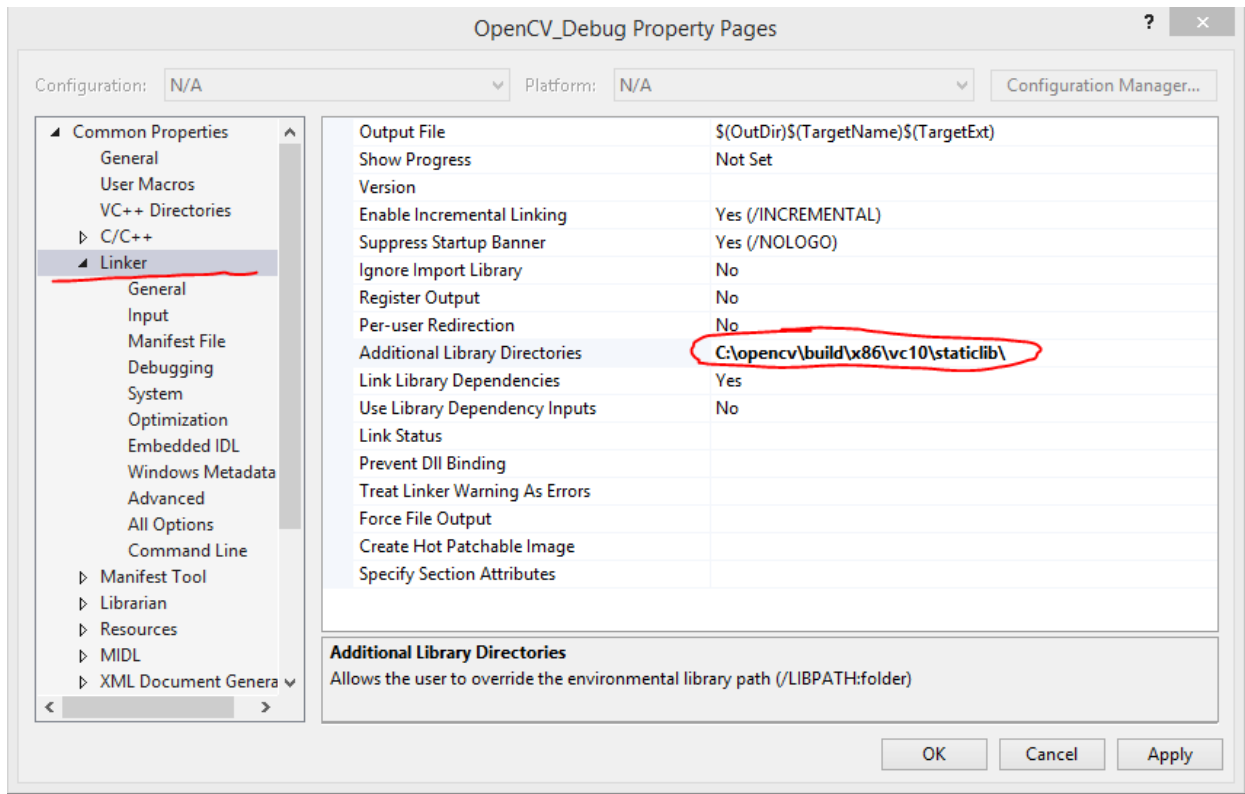 OpenCV_Debug Property Pages
? ×
Configuration: N/A Platform: N/A Configuration Manager...
Common Properties
General
User Macros
VC++ Directories
C/C++
Linker
General
Input
Manifest File
Debugging
System
Optimization
Embedded IDL
Windows Metadata
Advanced
All Options
Command Line
Manifest Tool
Librarian
Resources
MIDL
XML Document Genera
Output File $(OutDir)$(TargetName)$(TargetExt)
Show Progress Not Set
Version
Enable Incremental Linking Yes (/INCREMENTAL)
Suppress Startup Banner Yes (/NOLOGO)
Ignore Import Library No
Register Output No
Per-user Redirection No
Additional Library Directories C:\opencv\build\x86\vc10\staticlib\
Link Library Dependencies Yes
Use Library Dependency Inputs No
Link Status
Prevent Dll Binding
Treat Linker Warning As Errors
Force File Output
Create Hot Patchable Image
Specify Section Attributes
Additional Library Directories
Allows the user to override the environmental library path (/LIBPATH:folder)
OK Cancel Apply